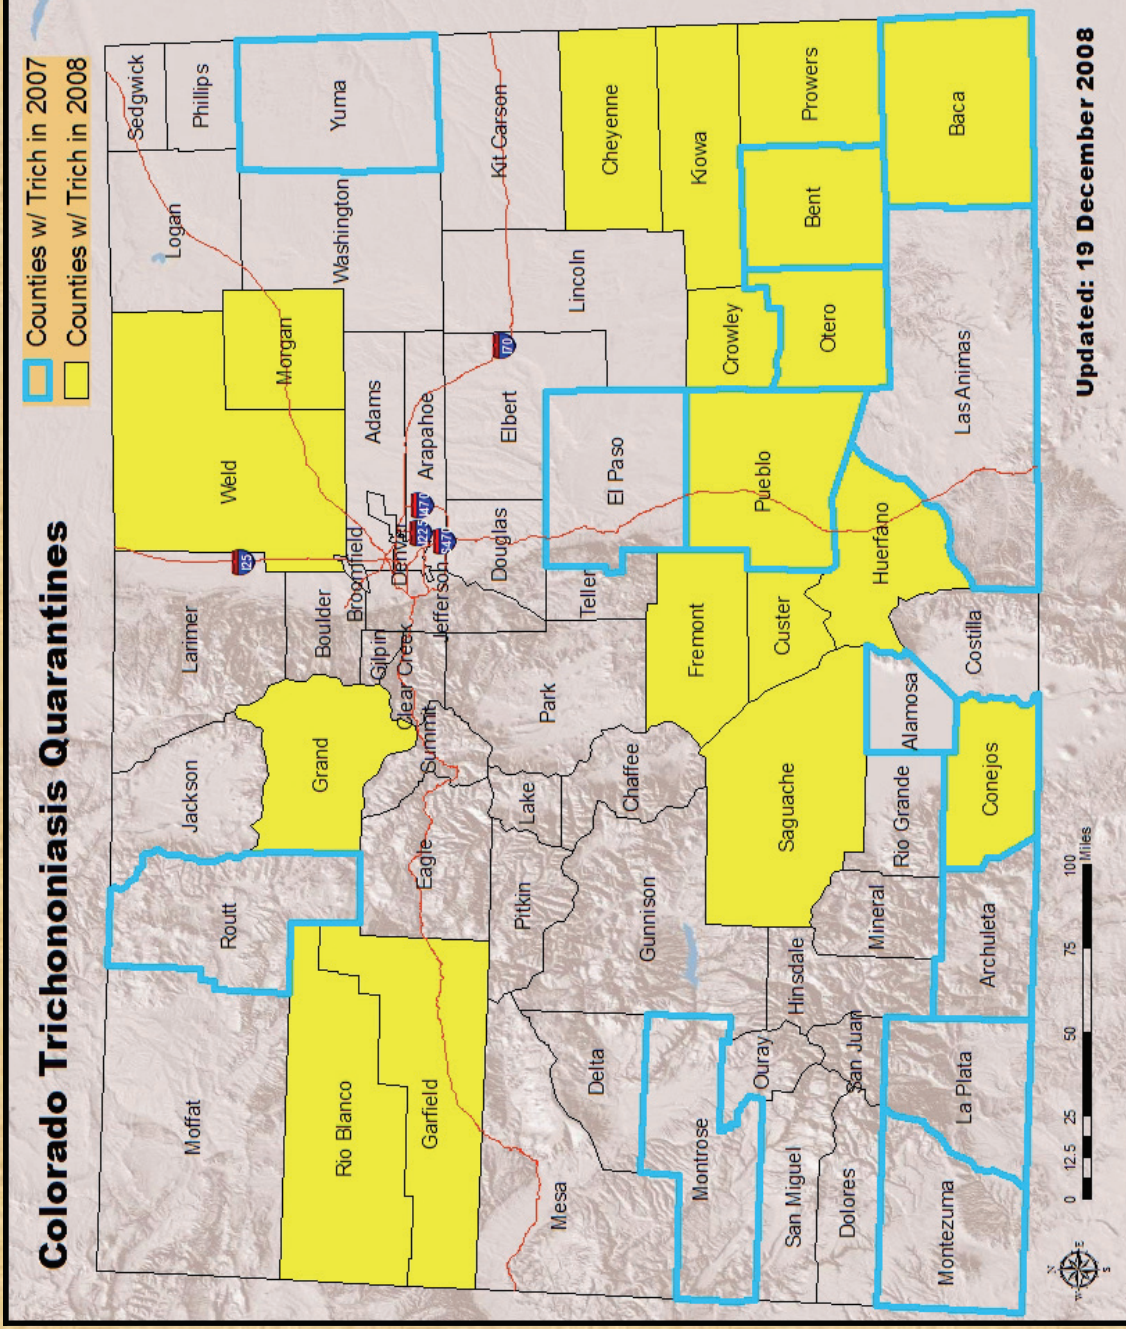 Colorado Trichononiasis Quarantines
Counties w/ Trich in 2007
Counties w/ Trich in 2008
Sedgwick
Phillips
Logan
Yuma
Washington
Morgan
Weld
Larimer
Jackson
Routt
Moffat
Rio Blanco
Garfield
Grand
Boulder
Broomfield
Gilpin
Clear Creek
Summit
Eagle
Denver
Jefferson
Adams
Arapahoe
I25
I225
I70
Kit Carson
Cheyenne
Kiowa
Prowers
Bent
Baca
Lincoln
Elbert
Douglas
Teller
El Paso
Crowley
Otero
Las Animas
Pueblo
Huerfano
Custer
Fremont
Park
Lake
Chaffee
Pitkin
Gunnison
Delta
Mesa
Montrose
Ouray
Hinsdale
Saguache
Mineral
Rio Grande
Alamosa
Costilla
Conejos
Archuleta
San Juan
La Plata
San Miguel
Dolores
Montezuma
N
W
E
S
0 12.5 25 50 75 100
Miles
Updated: 19 December 2008